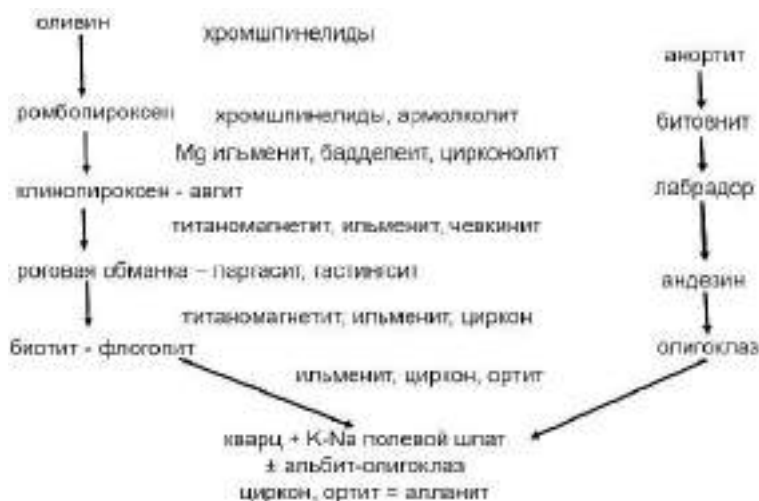 оливин
хромшпинелиды
анортит
ромбопироксен
хромшпинелиды, армолколит
битовнит
Mg ильменит, бадделеит, цирконолит
клинопироксен - авгит
лабрадор
титаномагнетит, ильменит, чевкинит
роговая обманка – паргасит, гастингсит
андезин
титаномагнетит, ильменит, циркон
биотит - флогопит
олигоклаз
ильменит, циркон, ортит
кварц + K-Na полевой шпат
± альбит-олигоклаз
циркон, ортит = алланит